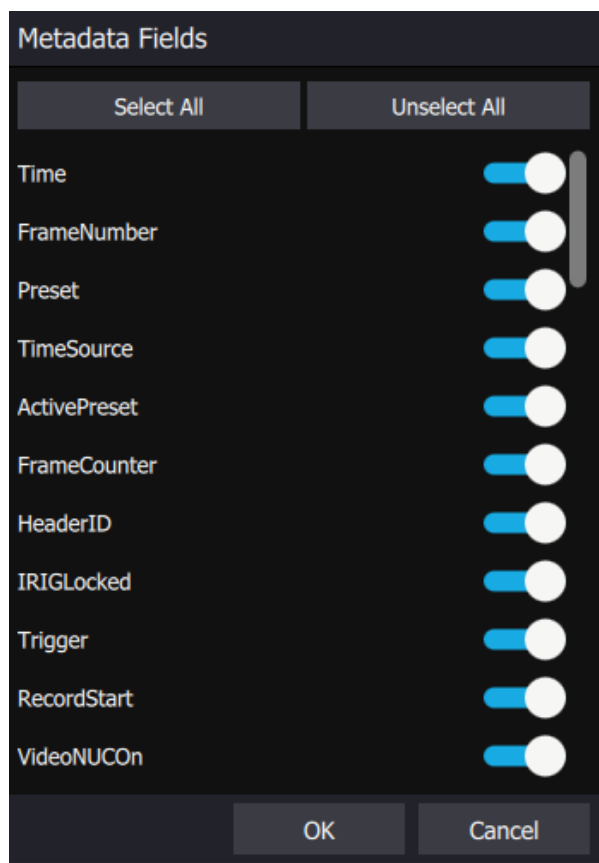 Metadata Fields
Select All Unselect All
Time
FrameNumber
Preset
TimeSource
ActivePreset
FrameCounter
HeaderID
IRIGLocked
Trigger
RecordStart
VideoNUCOn
OK Cancel